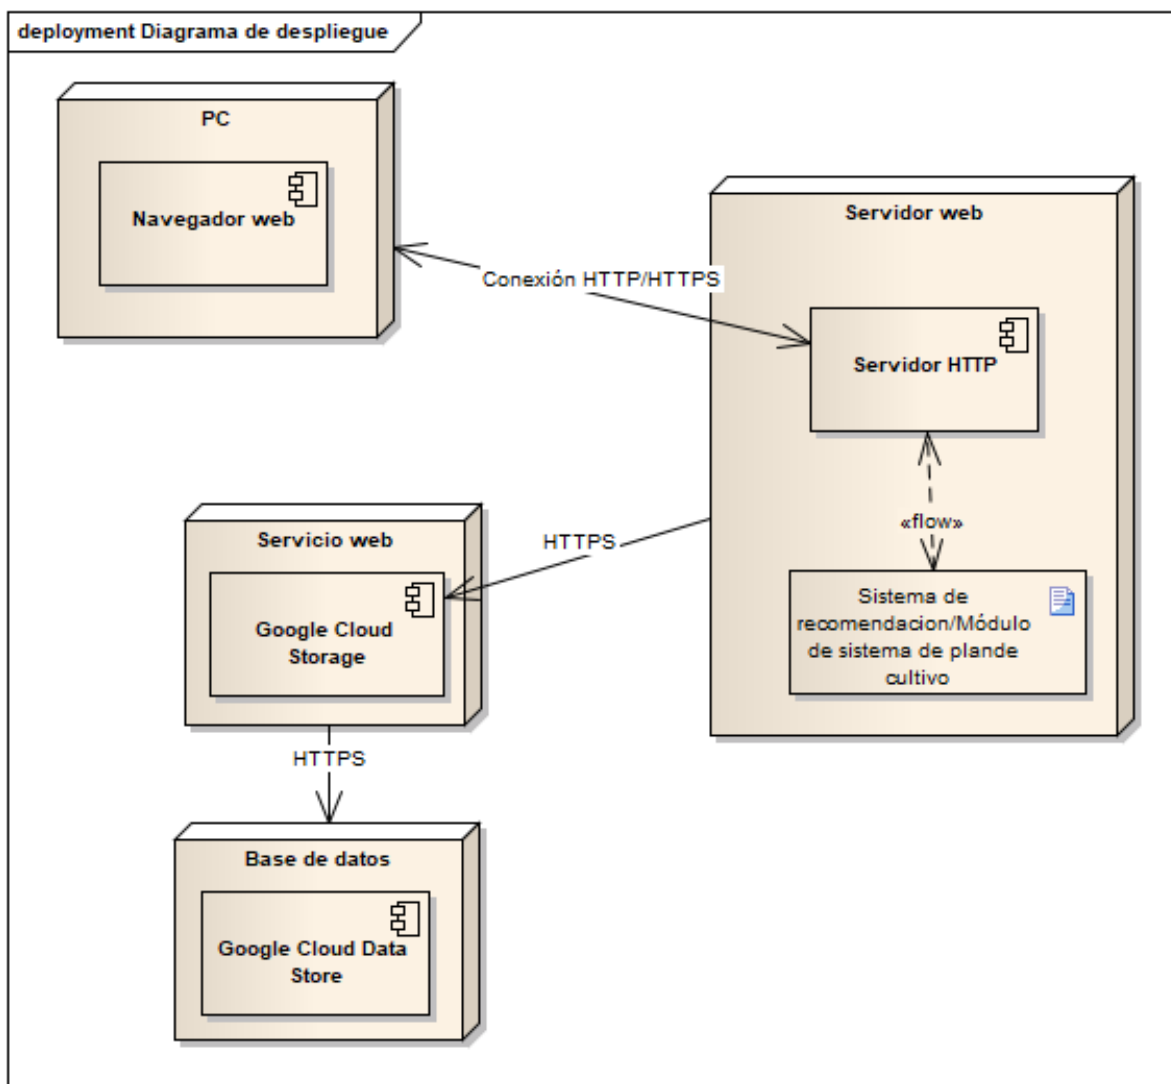 deployment Diagrama de despliegue
PC
Navegador web
Servidor web
Conexión HTTP/HTTPS
Servidor HTTP
«flow»
Servicio web
HTTPS
Google Cloud
Storage
Sistema de
recomendacion/Módulo
de sistema de plande
cultivo
HTTPS
Base de datos
Google Cloud Data
Store